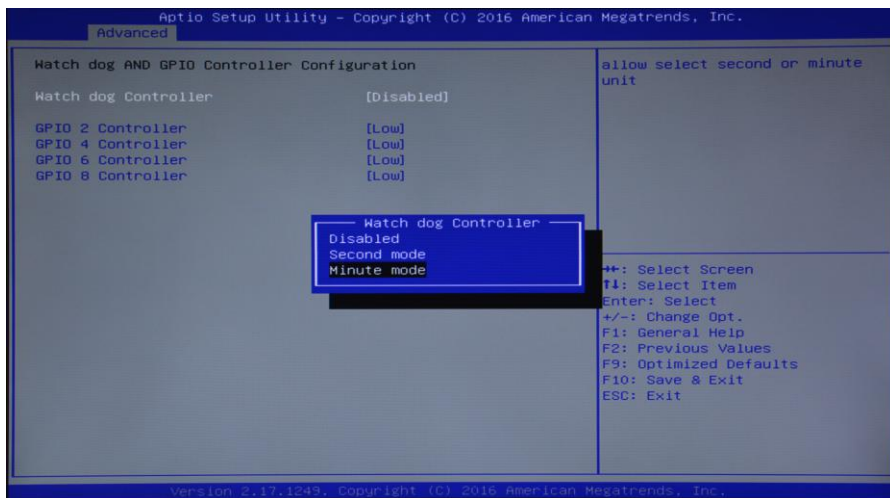 Aptio Setup Utility – Copyright (C) 2016 American Megatrends, Inc.
Advanced
Watch dog AND GPIO Controller Configuration
Watch dog Controller [Disabled]
GPIO 2 Controller [Low]
GPIO 4 Controller [Low]
GPIO 6 Controller [Low]
GPIO 8 Controller [Low]
allow select second or minute
unit
Watch dog Controller
Disabled
Second mode
Minute mode
→←: Select Screen
↑↓: Select Item
Enter: Select
+/-: Change Opt.
F1: General Help
F2: Previous Values
F9: Optimized Defaults
F10: Save & Exit
ESC: Exit
Version 2.17.1249. Copyright (C) 2016 American Megatrends, Inc.